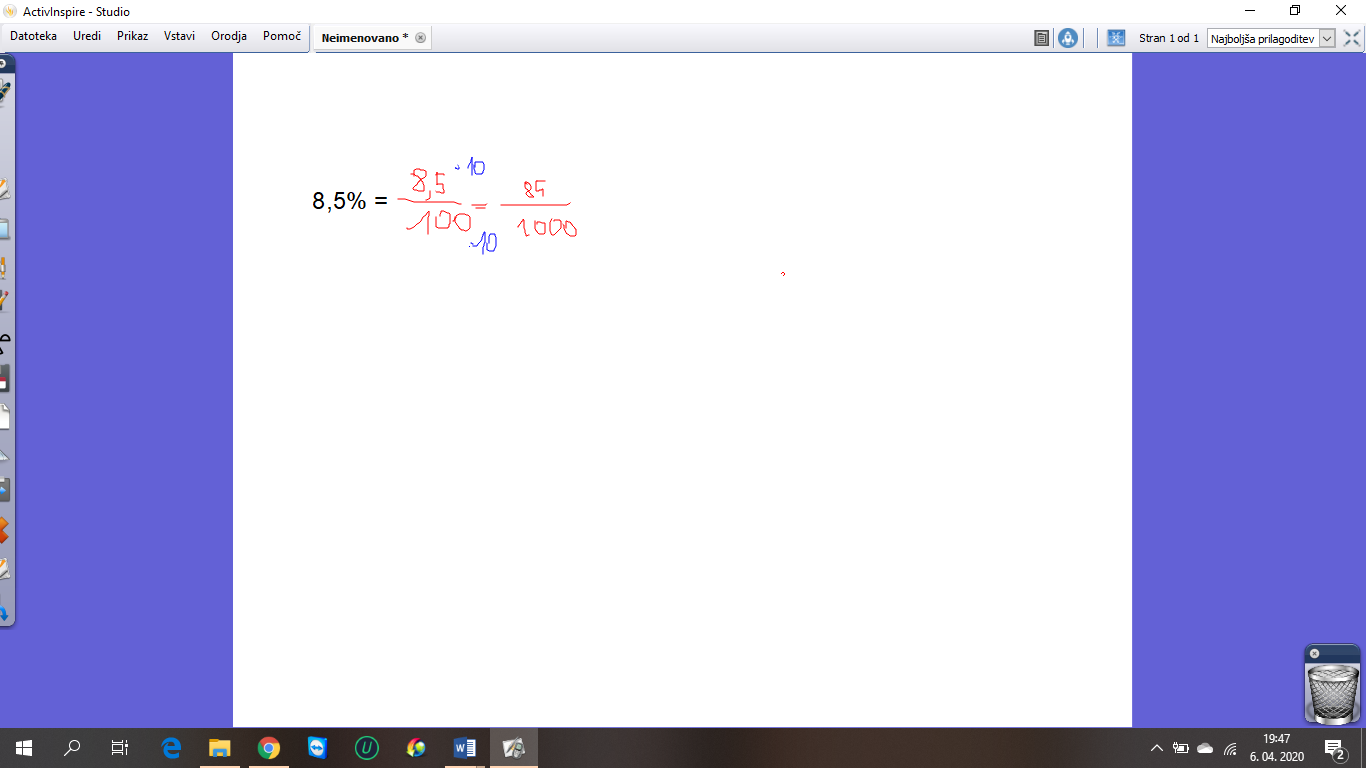 ActivInspire - Studio
Datoteka Uredi Prikaz Vstavi Orodja Pomoč Neimenovano * Stran 1 od 1 Najboljša prilagoditev
8,5% = 8,5/100 = 85/1000
·10
·10
19:47
6. 04. 2020
2